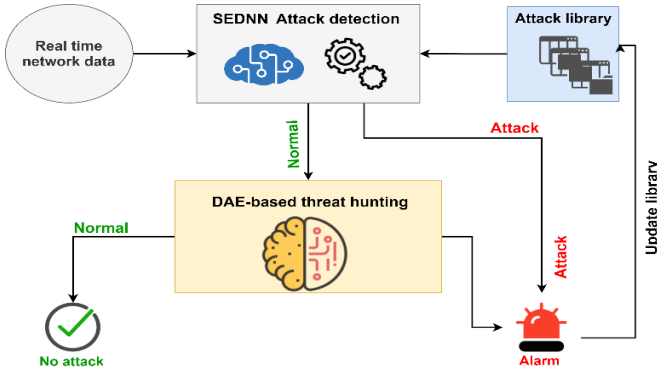 SEDNN Attack detection
Attack library
Real time
network data
Attack
Normal
DAE-based threat hunting
Normal
Attack
Update library
No attack
Alarm